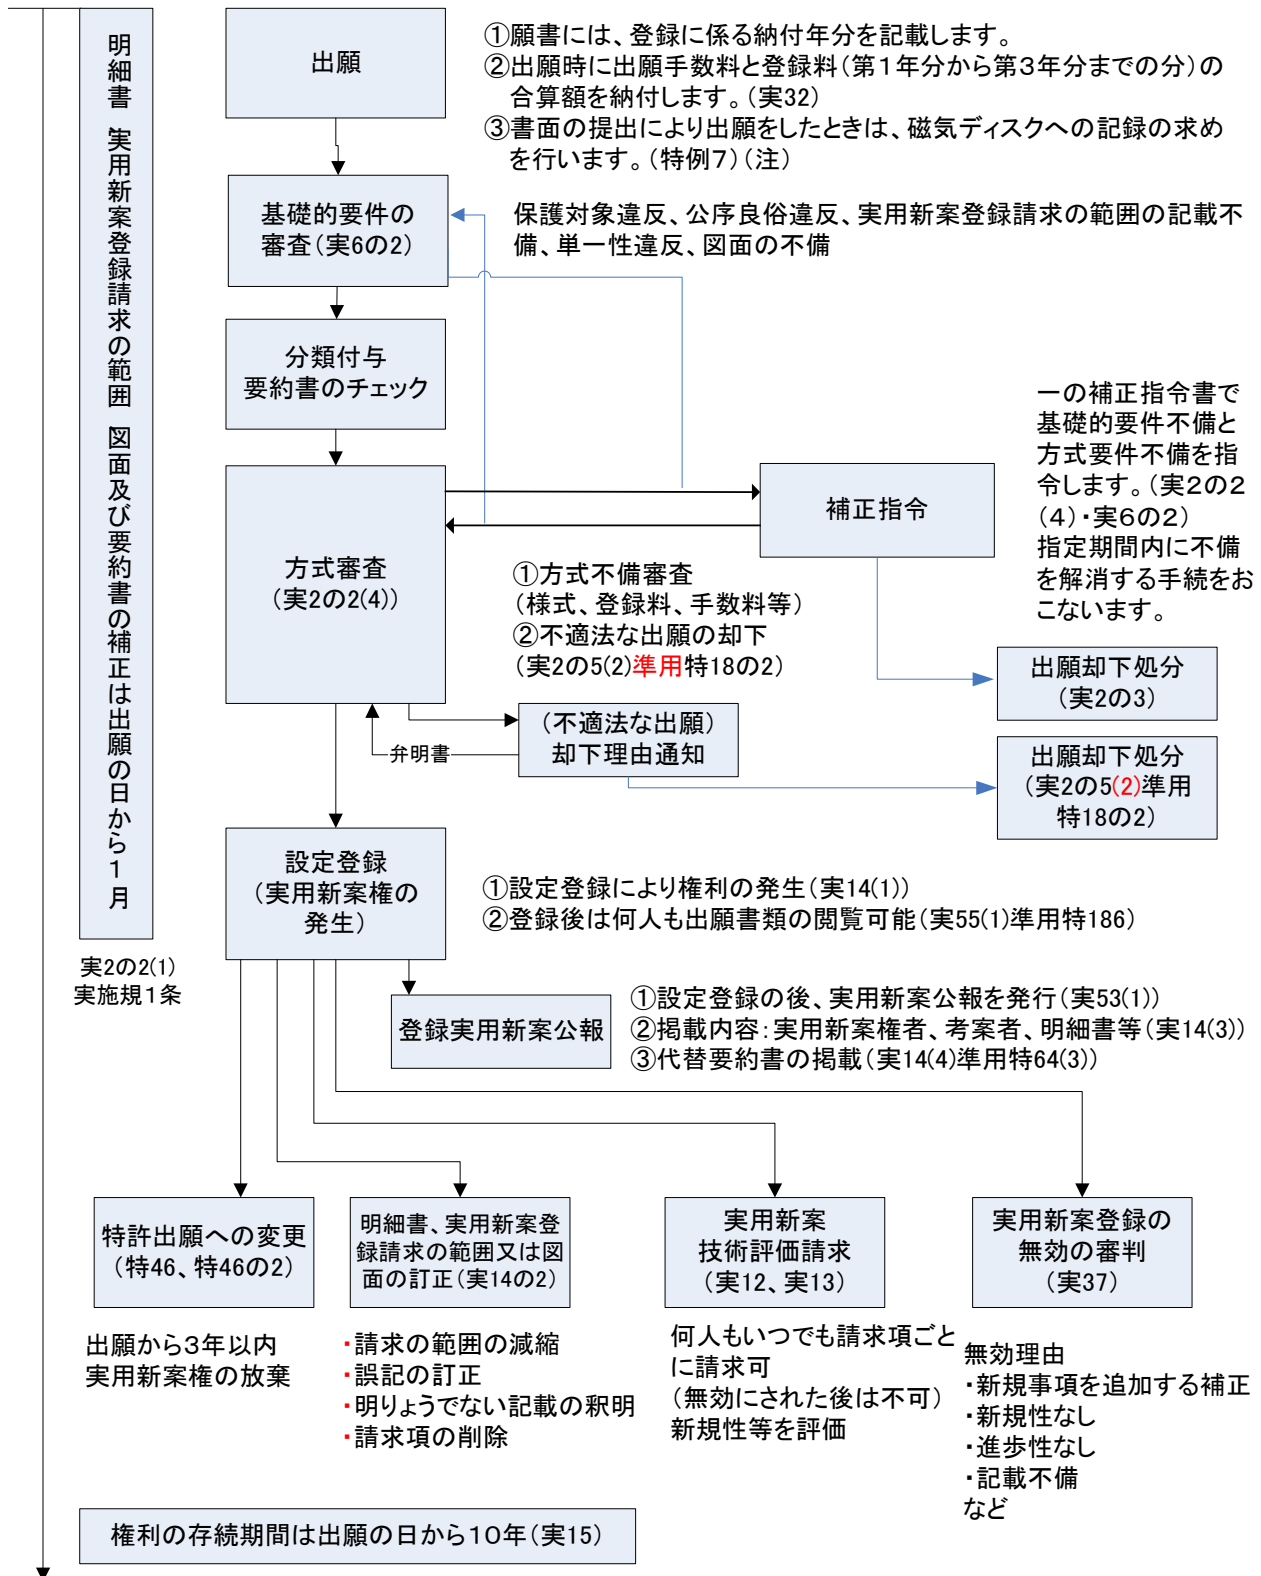 明細書、実用新案登録請求の範囲、図面及び要約書の補正は出願の日から1月
実2の2(1)
実施規1条
出願
①願書には、登録に係る納付年分を記載します。
②出願時に出願手数料と登録料(第1年分から第3年分までの分)の
合算額を納付します。(実32)
③書面の提出により出願をしたときは、磁気ディスクへの記録の求め
を行います。(特例7)(注)
基礎的要件の
審査(実6の2)
保護対象違反、公序良俗違反、実用新案登録請求の範囲の記載不
備、単一性違反、図面の不備
分類付与
要約書のチェック
方式審査
(実2の2(4))
補正指令
一の補正指令書で
基礎的要件不備と
方式要件不備を指
令します。(実2の2
(4)・実6の2)
指定期間内に不備
を解消する手続をお
こないます。
①方式不備審査
(様式、登録料、手数料等)
②不適法な出願の却下
(実2の5(2)準用特18の2)
出願却下処分
(実2の3)
(不適法な出願)
却下理由通知
弁明書
出願却下処分
(実2の5(2)準用
特18の2)
設定登録
(実用新案権の
発生)
①設定登録により権利の発生(実14(1))
②登録後は何人も出願書類の閲覧可能(実55(1)準用特186)
登録実用新案公報
①設定登録の後、実用新案公報を発行(実53(1))
②掲載内容:実用新案権者、考案者、明細書等(実14(3))
③代替要約書の掲載(実14(4)準用特64(3))
特許出願への変更
(特46、特46の2)
出願から3年以内
実用新案権の放棄
明細書、実用新案登
録請求の範囲又は図
面の訂正(実14の2)
・請求の範囲の減縮
・誤記の訂正
・明りょうでない記載の釈明
・請求項の削除
実用新案
技術評価請求
(実12、実13)
何人もいつでも請求項ごと
に請求可
(無効にされた後は不可)
新規性等を評価
実用新案登録の
無効の審判
(実37)
無効理由
・新規事項を追加する補正
・新規性なし
・進歩性なし
・記載不備
など
権利の存続期間は出願の日から10年(実15)